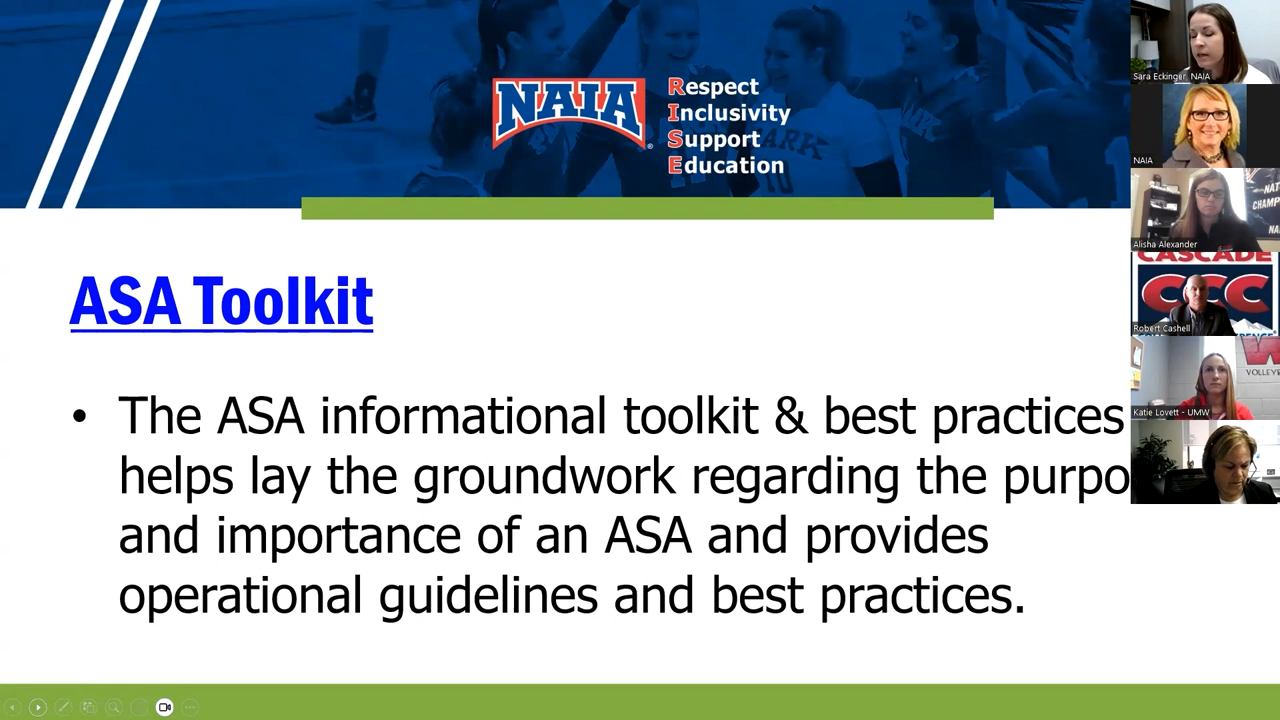 NAIA
Respect
Inclusivity
Support
Education
ASA Toolkit
• The ASA informational toolkit & best practices
helps lay the groundwork regarding the purpo
and importance of an ASA and provides
operational guidelines and best practices.
Sara Eckinger, NAIA
NAIA
Alisha Alexander
CASCADE
CCC
Robert Cashell
VOLLEY
Katie Lovett - UMW